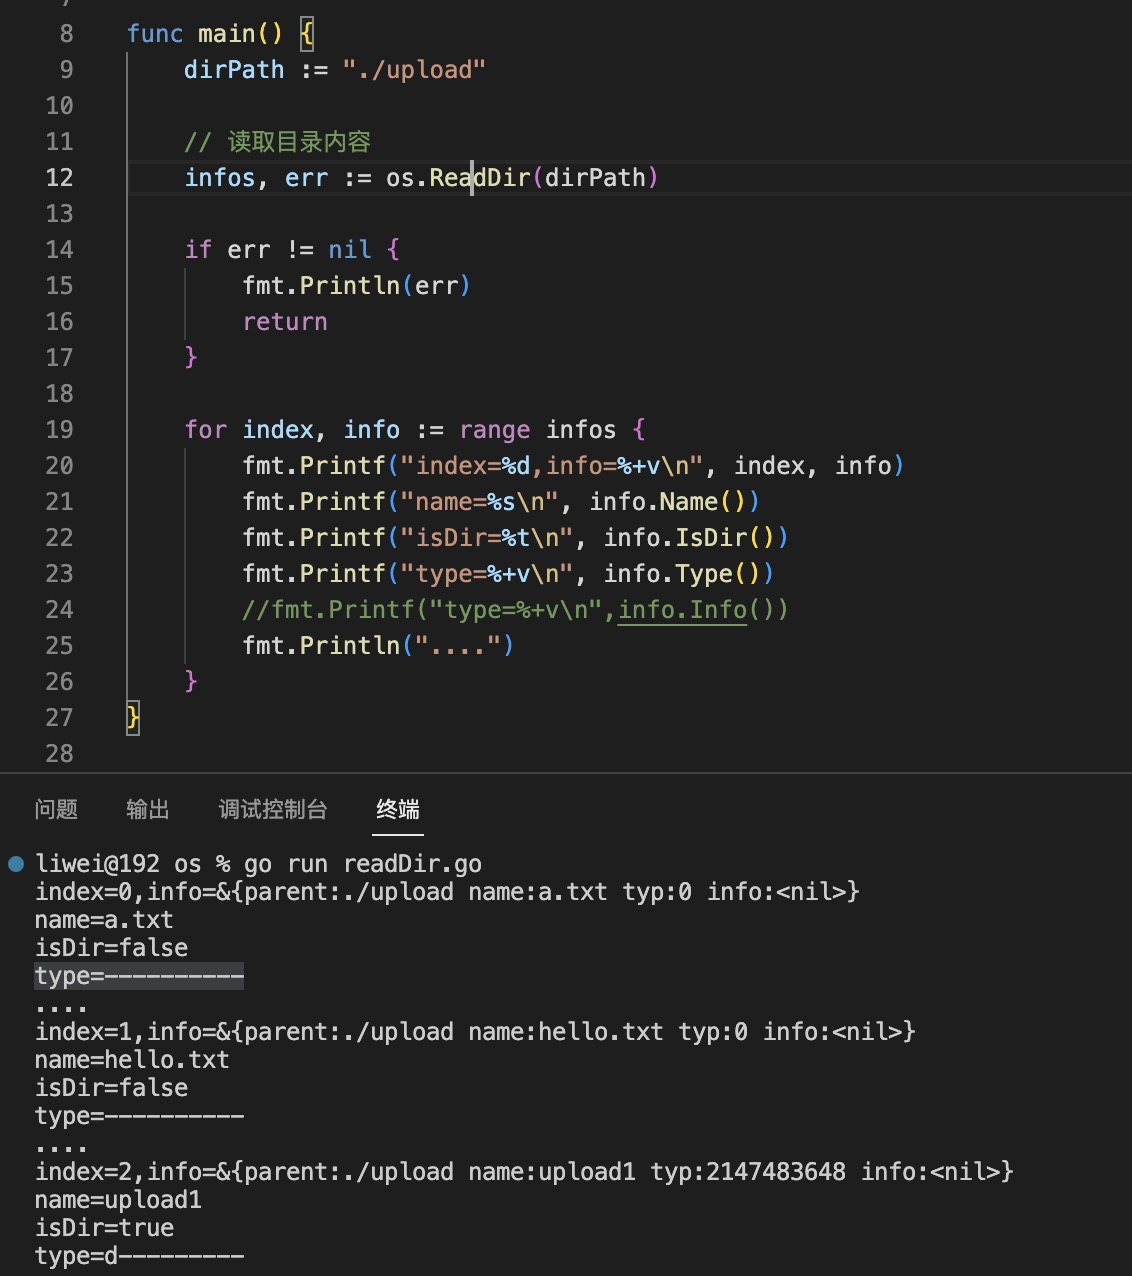 8 func main() {
9 dirPath := "./upload"
10
11 // 读取目录内容
12 infos, err := os.ReadDir(dirPath)
13
14 if err != nil {
15 fmt.Println(err)
16 return
17 }
18
19 for index, info := range infos {
20 fmt.Printf("index=%d,info=%+v\n", index, info)
21 fmt.Printf("name=%s\n", info.Name())
22 fmt.Printf("isDir=%t\n", info.IsDir())
23 fmt.Printf("type=%+v\n", info.Type())
24 //fmt.Printf("type=%+v\n",info.Info())
25 fmt.Println("....")
26 }
27 }
28
问题 输出 调试控制台 终端
liwei@192 os % go run readDir.go
index=0,info=&{parent:./upload name:a.txt typ:0 info:<nil>}
name=a.txt
isDir=false
type=----------
....
index=1,info=&{parent:./upload name:hello.txt typ:0 info:<nil>}
name=hello.txt
isDir=false
type=----------
....
index=2,info=&{parent:./upload name:upload1 typ:2147483648 info:<nil>}
name=upload1
isDir=true
type=d---------